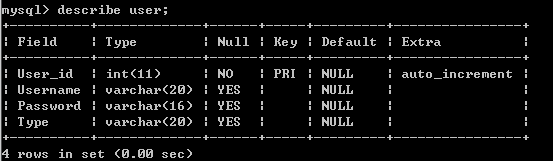 mysql> describe user;
+----------+-------------+------+-----+---------+----------------+
| Field    | Type        | Null | Key | Default | Extra          |
+----------+-------------+------+-----+---------+----------------+
| User_id  | int(11)     | NO   | PRI | NULL    | auto_increment |
| Username | varchar(20) | YES  |     | NULL    |                |
| Password | varchar(16) | YES  |     | NULL    |                |
| Type     | varchar(20) | YES  |     | NULL    |                |
+----------+-------------+------+-----+---------+----------------+
4 rows in set (0.00 sec)